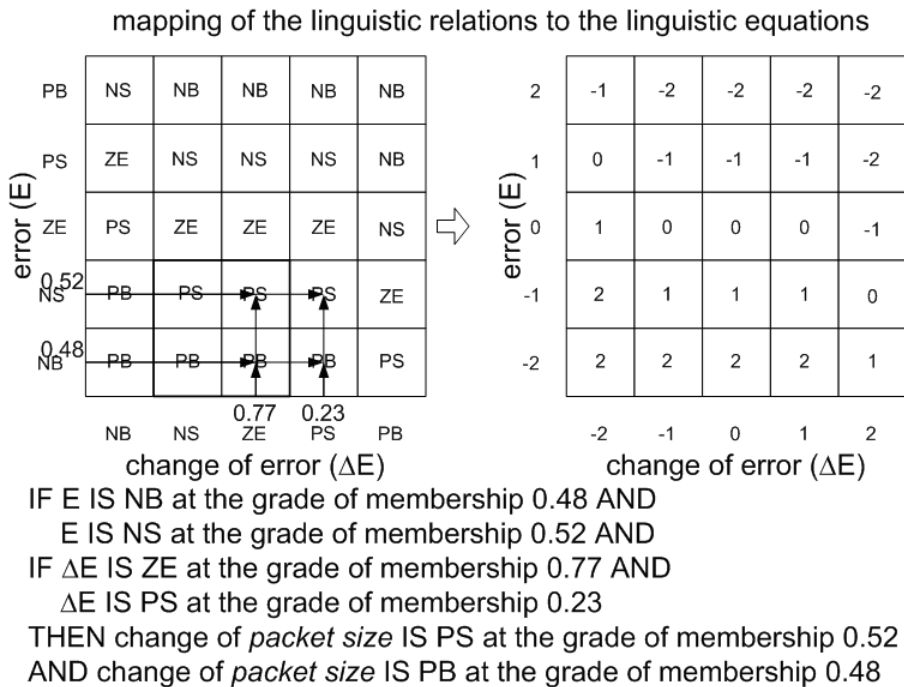 mapping of the linguistic relations to the linguistic equations
PB NS NB NB NB NB
PS ZE NS NS NS NB
ZE PS ZE ZE ZE NS
0.52
NS PB PS PS PS ZE
0.48
NB PB PB PB PB PS
0.77 0.23
NB NS ZE PS PB
error (E)
change of error (ΔE)
2 -1 -2 -2 -2 -2
1 0 -1 -1 -1 -2
0 1 0 0 0 -1
-1 2 1 1 1 0
-2 2 2 2 2 1
-2 -1 0 1 2
error (E)
change of error (ΔE)
IF E IS NB at the grade of membership 0.48 AND
E IS NS at the grade of membership 0.52 AND
IF ΔE IS ZE at the grade of membership 0.77 AND
ΔE IS PS at the grade of membership 0.23
THEN change of packet size IS PS at the grade of membership 0.52
AND change of packet size IS PB at the grade of membership 0.48